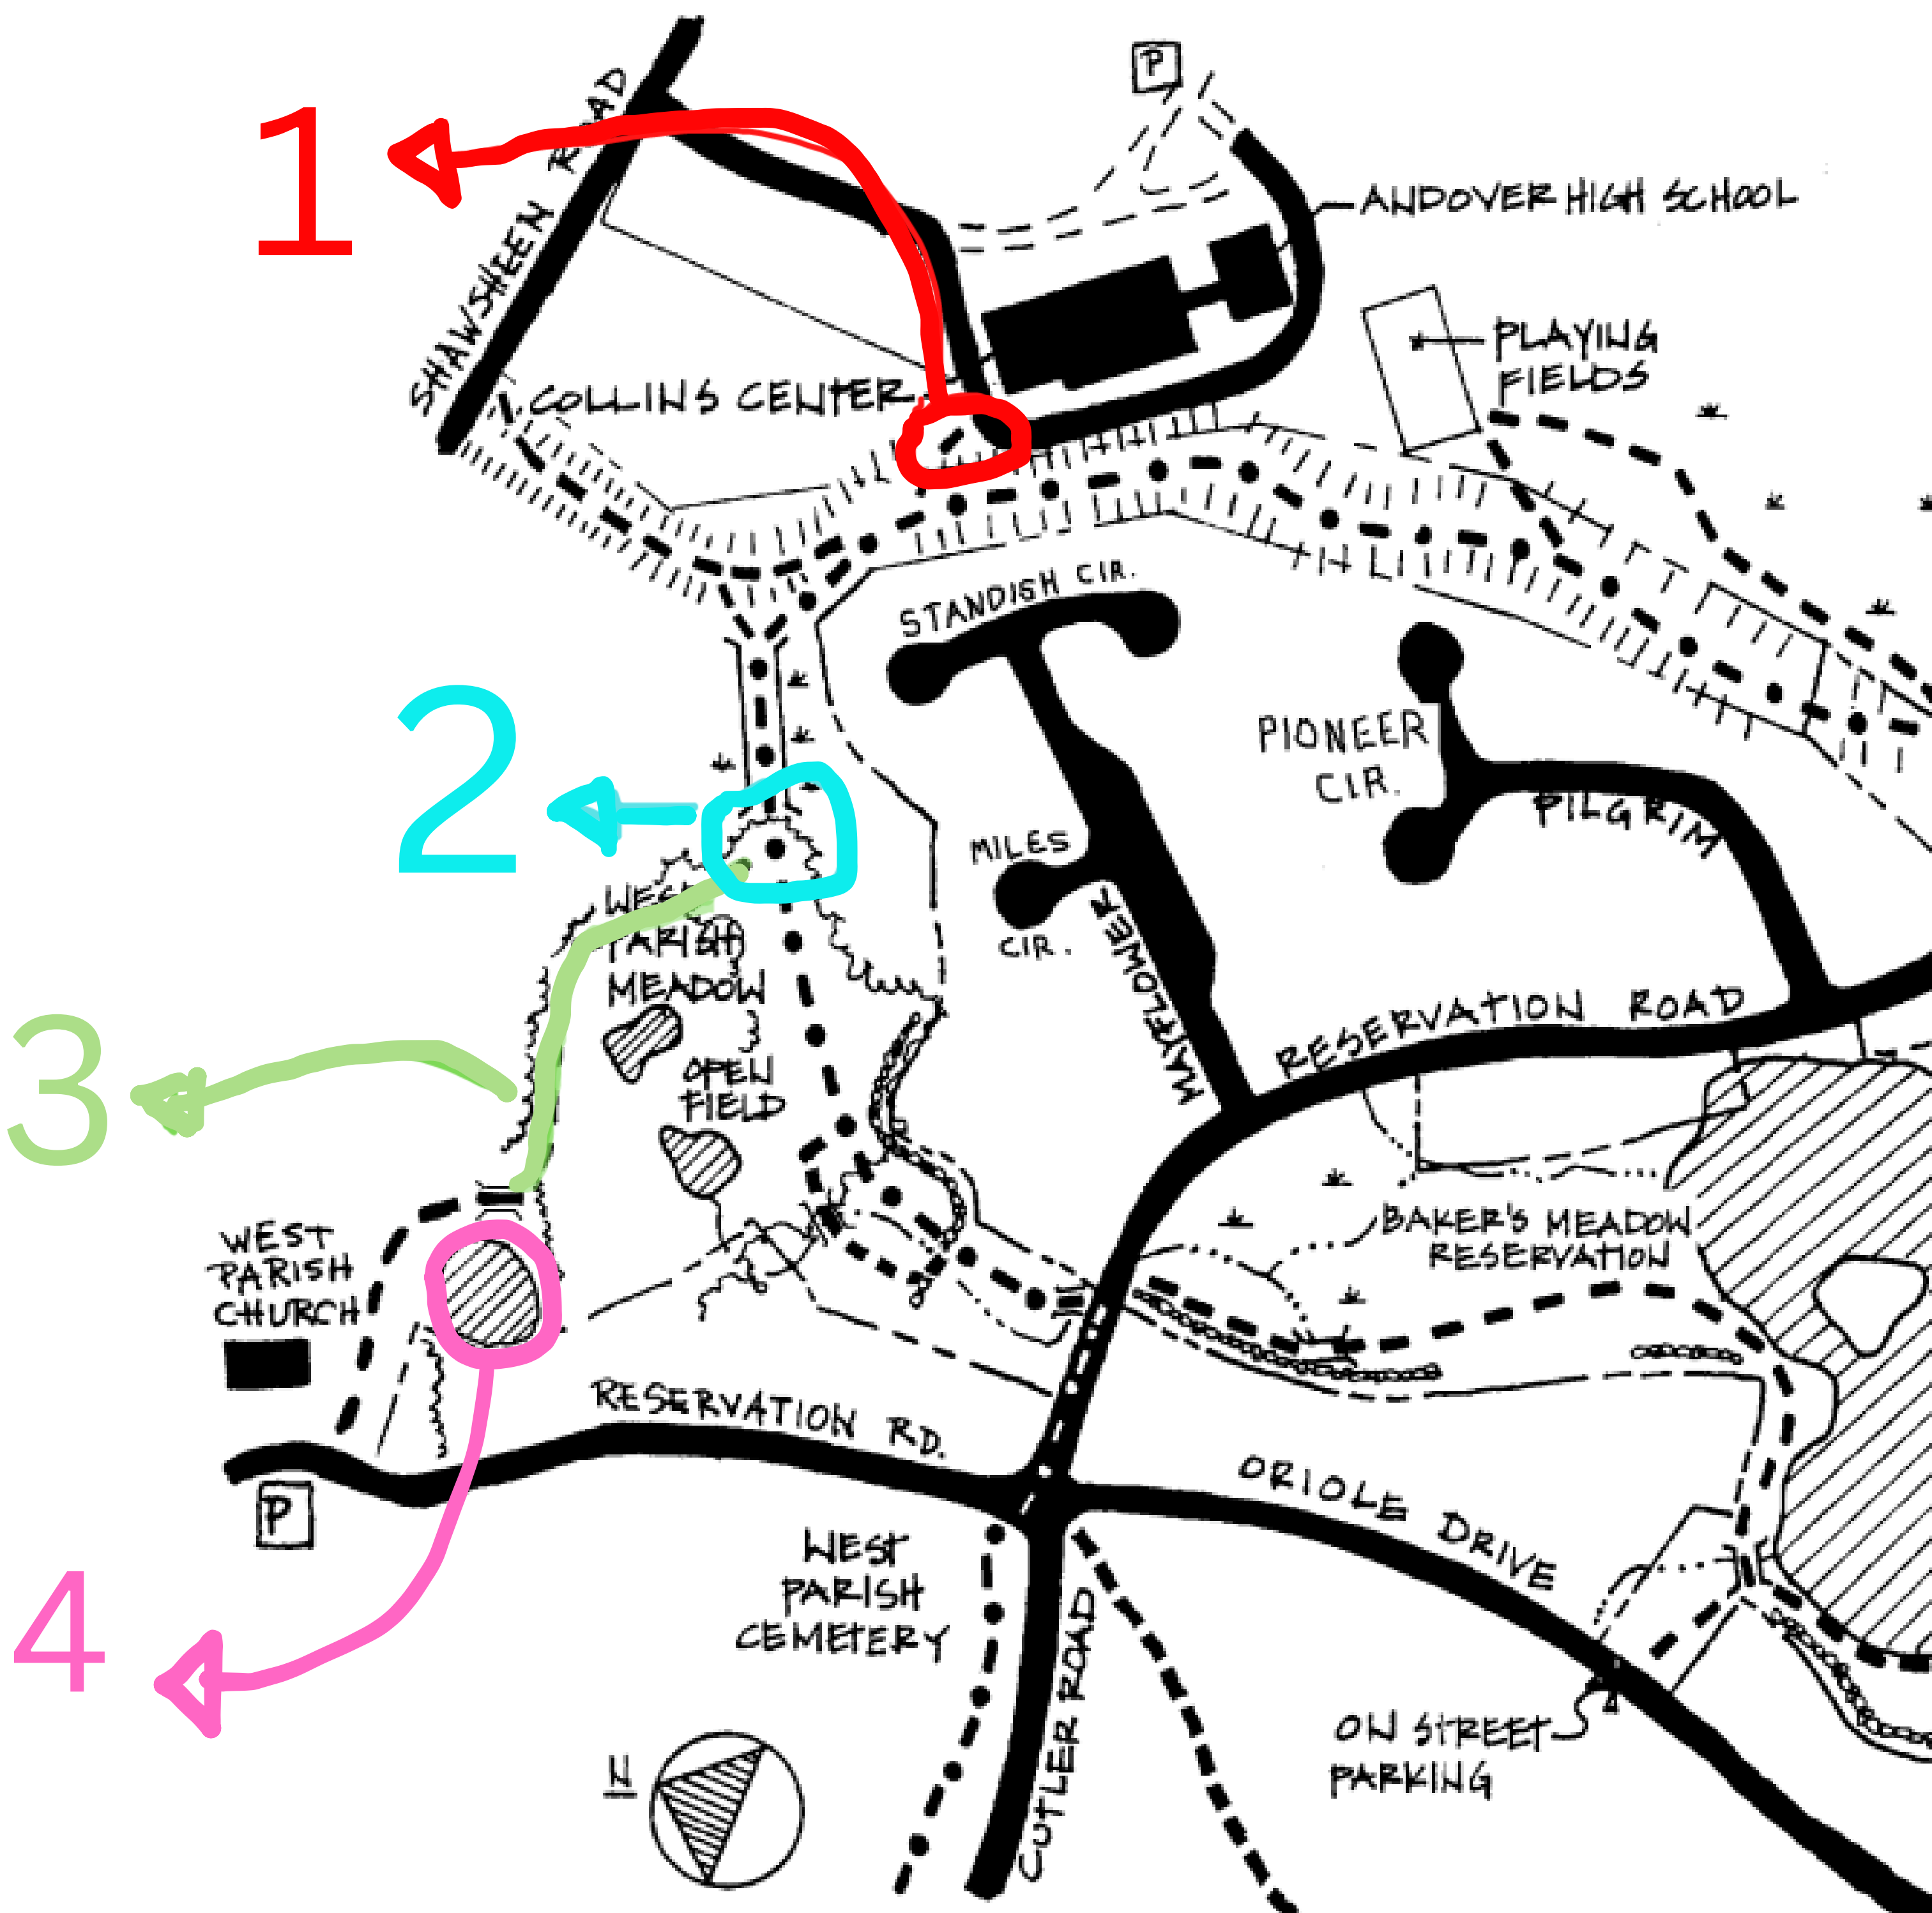 1
P
SHAWSHEEN ROAD
ANDOVER HIGH SCHOOL
PLAYING
FIELDS
COLLINS CENTER
STANDISH CIR.
2
PIONEER
CIR.
PILGRIM
MILES
CIR.
MAYFLOWER
WEST
PARISH
MEADOW
RESERVATION ROAD
3
OPEN
FIELD
BAKER'S MEADOW
RESERVATION
WEST
PARISH
CHURCH
RESERVATION RD.
P
ORIOLE DRIVE
4
WEST
PARISH
CEMETERY
CUTLER ROAD
ON STREET
PARKING
N